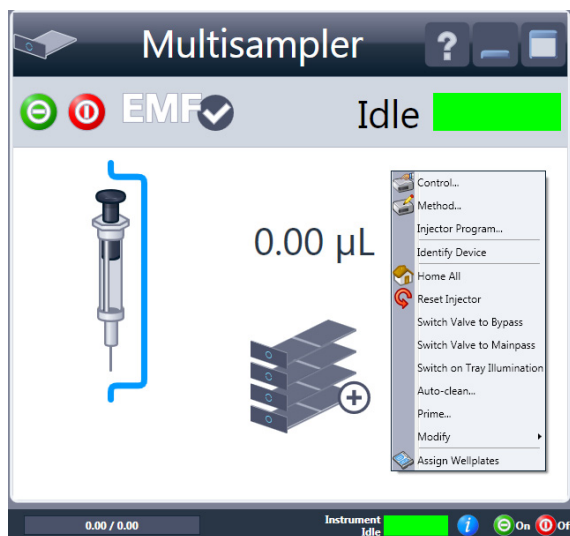 Multisampler
?
EMF
Idle
0.00 µL
Control...
Method...
Injector Program...
Identify Device
Home All
Reset Injector
Switch Valve to Bypass
Switch Valve to Mainpass
Switch on Tray Illumination
Auto-clean...
Prime...
Modify
Assign Wellplates
0.00 / 0.00
Instrument
Idle
i
On
Of